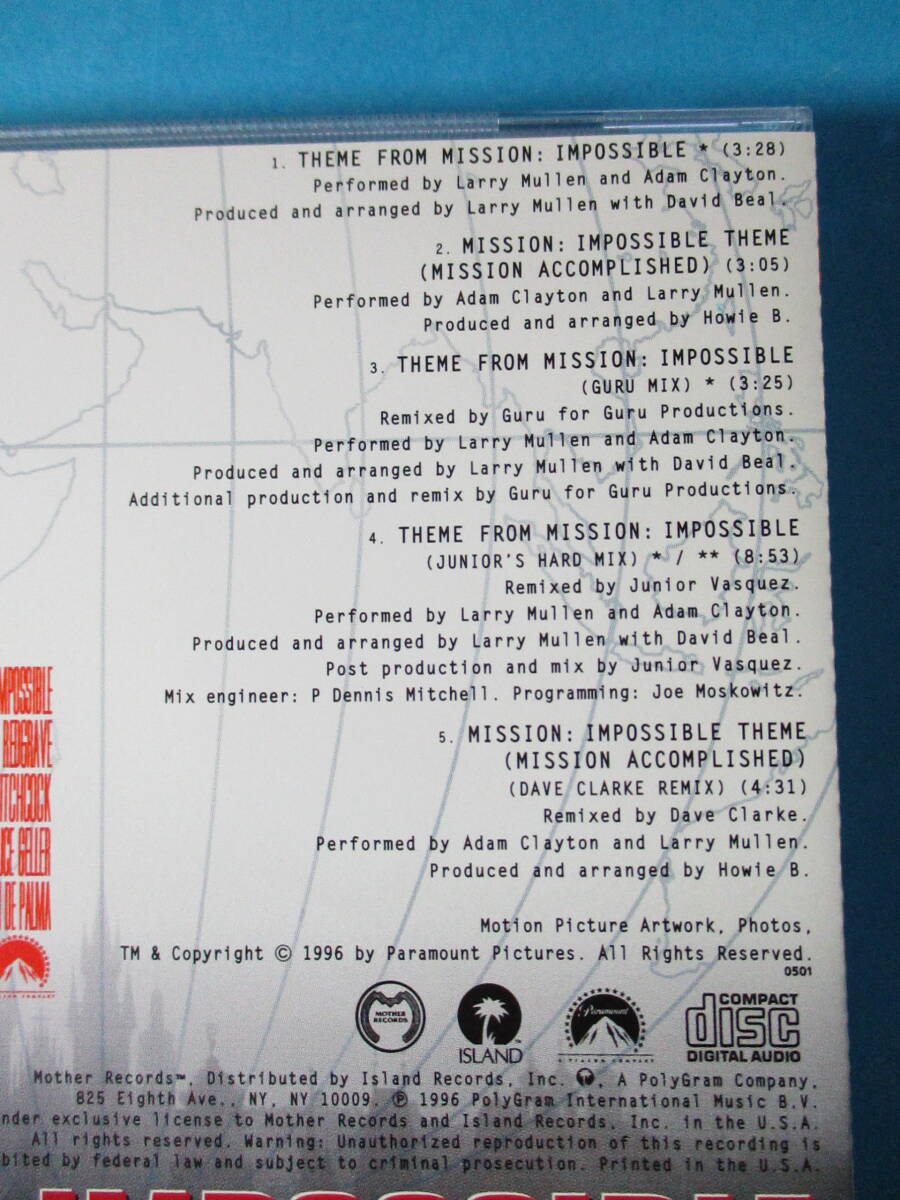 1. THEME FROM MISSION: IMPOSSIBLE * (3:28)
Performed by Larry Mullen and Adam Clayton.
Produced and arranged by Larry Mullen with David Beal.
2. MISSION: IMPOSSIBLE THEME
(MISSION ACCOMPLISHED) (3:05)
Performed by Adam Clayton and Larry Mullen.
Produced and arranged by Howie B.
3. THEME FROM MISSION: IMPOSSIBLE
(GURU MIX) * (3:25)
Remixed by Guru for Guru Productions.
Performed by Larry Mullen and Adam Clayton.
Produced and arranged by Larry Mullen with David Beal.
Additional production and remix by Guru for Guru Productions.
4. THEME FROM MISSION: IMPOSSIBLE
(JUNIOR'S HARD MIX) * / ** (8:53)
Remixed by Junior Vasquez.
Performed by Larry Mullen and Adam Clayton.
Produced and arranged by Larry Mullen with David Beal.
Post production and mix by Junior Vasquez.
Mix engineer: P Dennis Mitchell. Programming: Joe Moskowitz.
5. MISSION: IMPOSSIBLE THEME
(MISSION ACCOMPLISHED)
(DAVE CLARKE REMIX) (4:31)
Remixed by Dave Clarke.
Performed by Adam Clayton and Larry Mullen.
Produced and arranged by Howie B.
MPOSSIBLE
REDGRAVE
ITCHCOCK
UCE GELLER
DE PALMA
Motion Picture Artwork, Photos,
TM & Copyright © 1996 by Paramount Pictures. All Rights Reserved.
0501
MOTHER RECORDS
ISLAND™
Paramount
COMPACT
disc
DIGITAL AUDIO
Mother Records™, Distributed by Island Records, Inc. , A PolyGram Company,
825 Eighth Ave., NY, NY 10009. ℗ 1996 PolyGram International Music B.V.
nder exclusive license to Mother Records and Island Records, Inc. in the U.S.A.
All rights reserved. Warning: Unauthorized reproduction of this recording is
bited by federal law and subject to criminal prosecution. Printed in the U.S.A.
IMPOSSIBLE